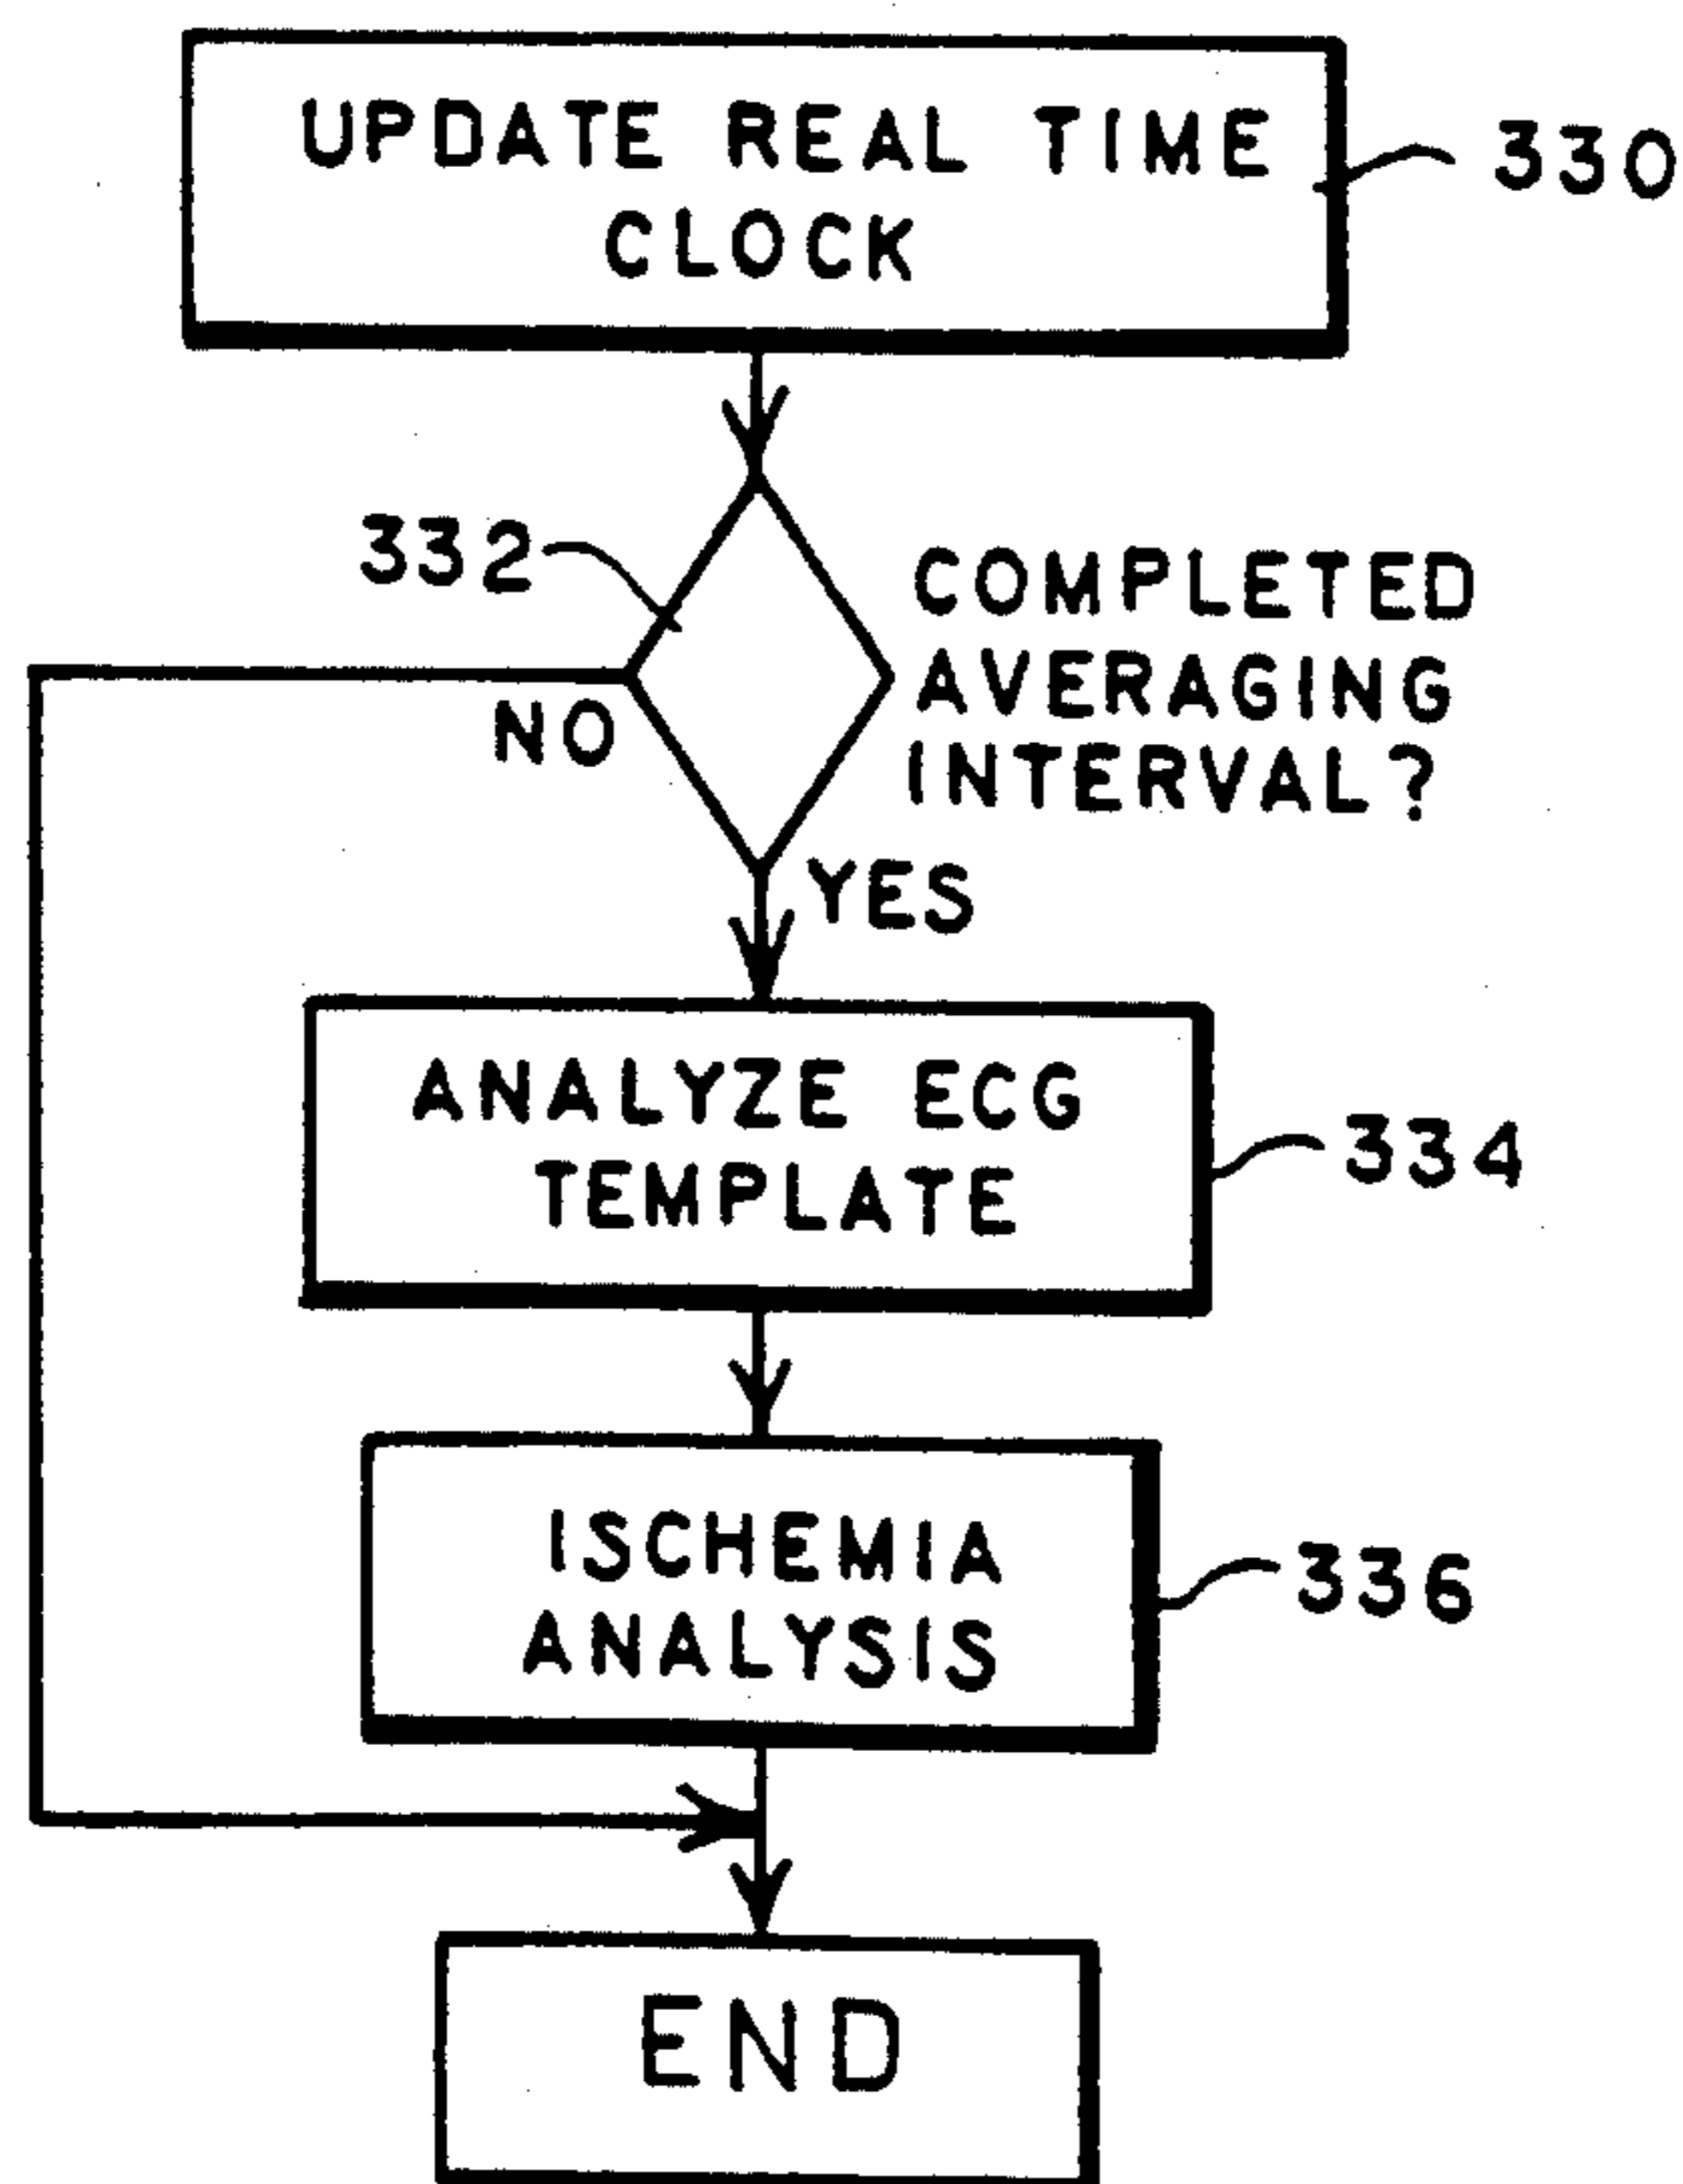 UPDATE REAL TIME
CLOCK
330
332
COMPLETED
AVERAGING
INTERVAL?
NO
YES
ANALYZE ECG
TEMPLATE
334
ISCHEMIA
ANALYSIS
336
END